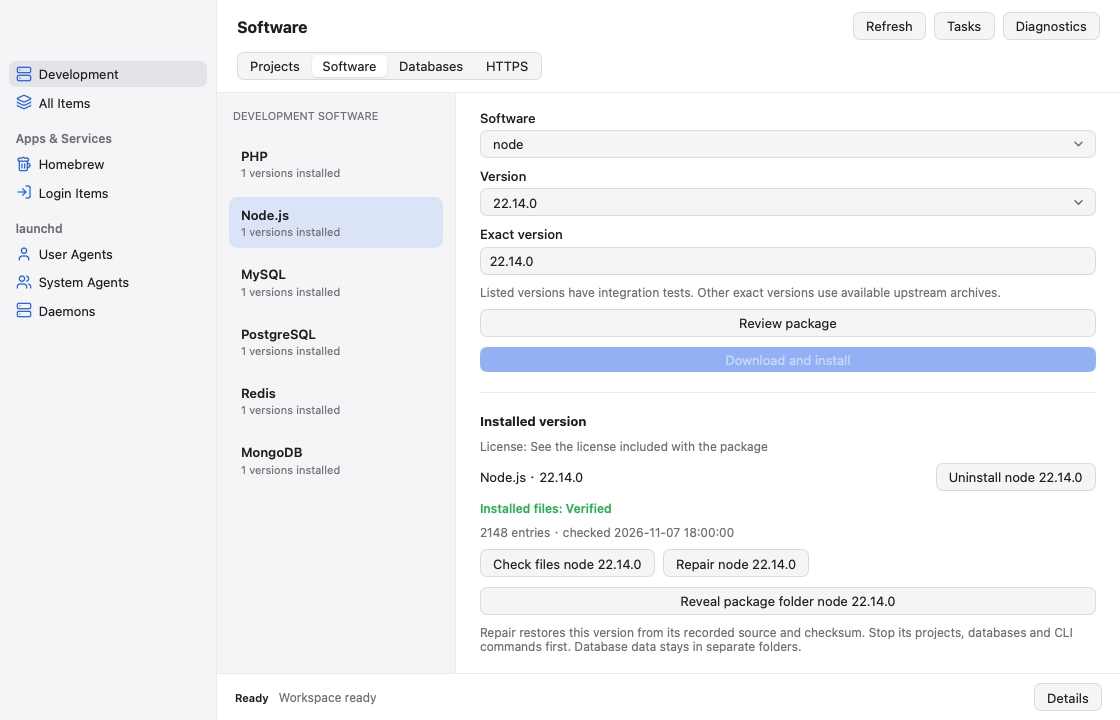 Software
Refresh
Tasks
Diagnostics
Projects
Software
Databases
HTTPS
Development
All Items
Apps & Services
Homebrew
Login Items
launchd
User Agents
System Agents
Daemons
DEVELOPMENT SOFTWARE
PHP
1 versions installed
Node.js
1 versions installed
MySQL
1 versions installed
PostgreSQL
1 versions installed
Redis
1 versions installed
MongoDB
1 versions installed
Software
node
Version
22.14.0
Exact version
22.14.0
Listed versions have integration tests. Other exact versions use available upstream archives.
Review package
Download and install
Installed version
License: See the license included with the package
Node.js · 22.14.0
Uninstall node 22.14.0
Installed files: Verified
2148 entries · checked 2026-11-07 18:00:00
Check files node 22.14.0
Repair node 22.14.0
Reveal package folder node 22.14.0
Repair restores this version from its recorded source and checksum. Stop its projects, databases and CLI
commands first. Database data stays in separate folders.
Ready
Workspace ready
Details